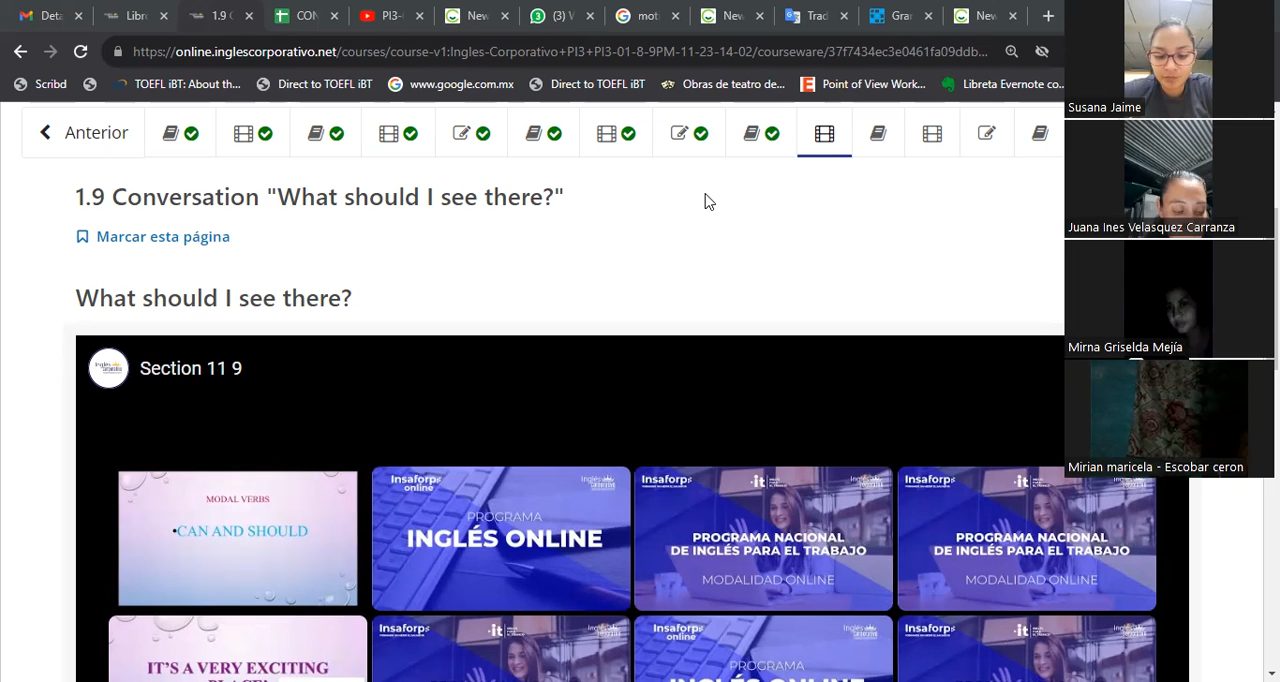 Deta
Libro
1.9 C
CON
PI3-
New
(3) W
mot
New
Trad
Gran
New
https://online.inglescorporativo.net/courses/course-v1:Ingles-Corporativo+PI3+PI3-01-8-9PM-11-23-14-02/courseware/37f7434ec3e0461fa09ddb...
Scribd
TOEFL iBT: About th...
Direct to TOEFL iBT
www.google.com.mx
Direct to TOEFL iBT
Obras de teatro de...
Point of View Work...
Libreta Evernote co...
Anterior
1.9 Conversation "What should I see there?"
Marcar esta página
What should I see there?
Section 11 9
MODAL VERBS
•CAN AND SHOULD
Insaforp
online
PROGRAMA
INGLÉS ONLINE
Insaforp
PROGRAMA NACIONAL
DE INGLÉS PARA EL TRABAJO
MODALIDAD ONLINE
Insaforp
PROGRAMA NACIONAL
DE INGLÉS PARA EL TRABAJO
MODALIDAD ONLINE
IT'S A VERY EXCITING
Insaforp
Insaforp
online
PROGRAMA
Insaforp
Susana Jaime
Juana Ines Velasquez Carranza
Mirna Griselda Mejía
Mirian maricela - Escobar ceron